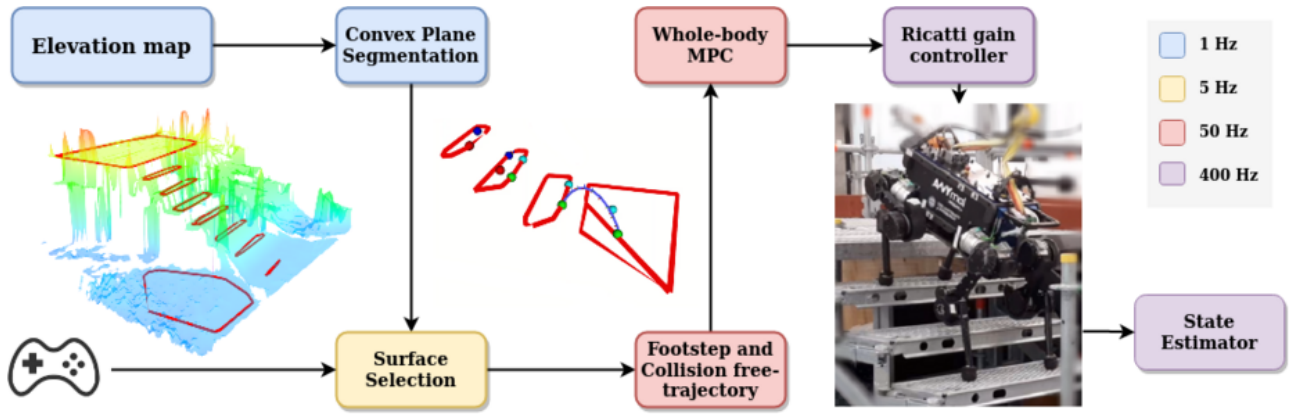 Elevation map
Convex Plane
Segmentation
Whole-body
MPC
Ricatti gain
controller
1 Hz
5 Hz
50 Hz
400 Hz
ANYmal
Surface
Selection
Footstep and
Collision free-
trajectory
State
Estimator